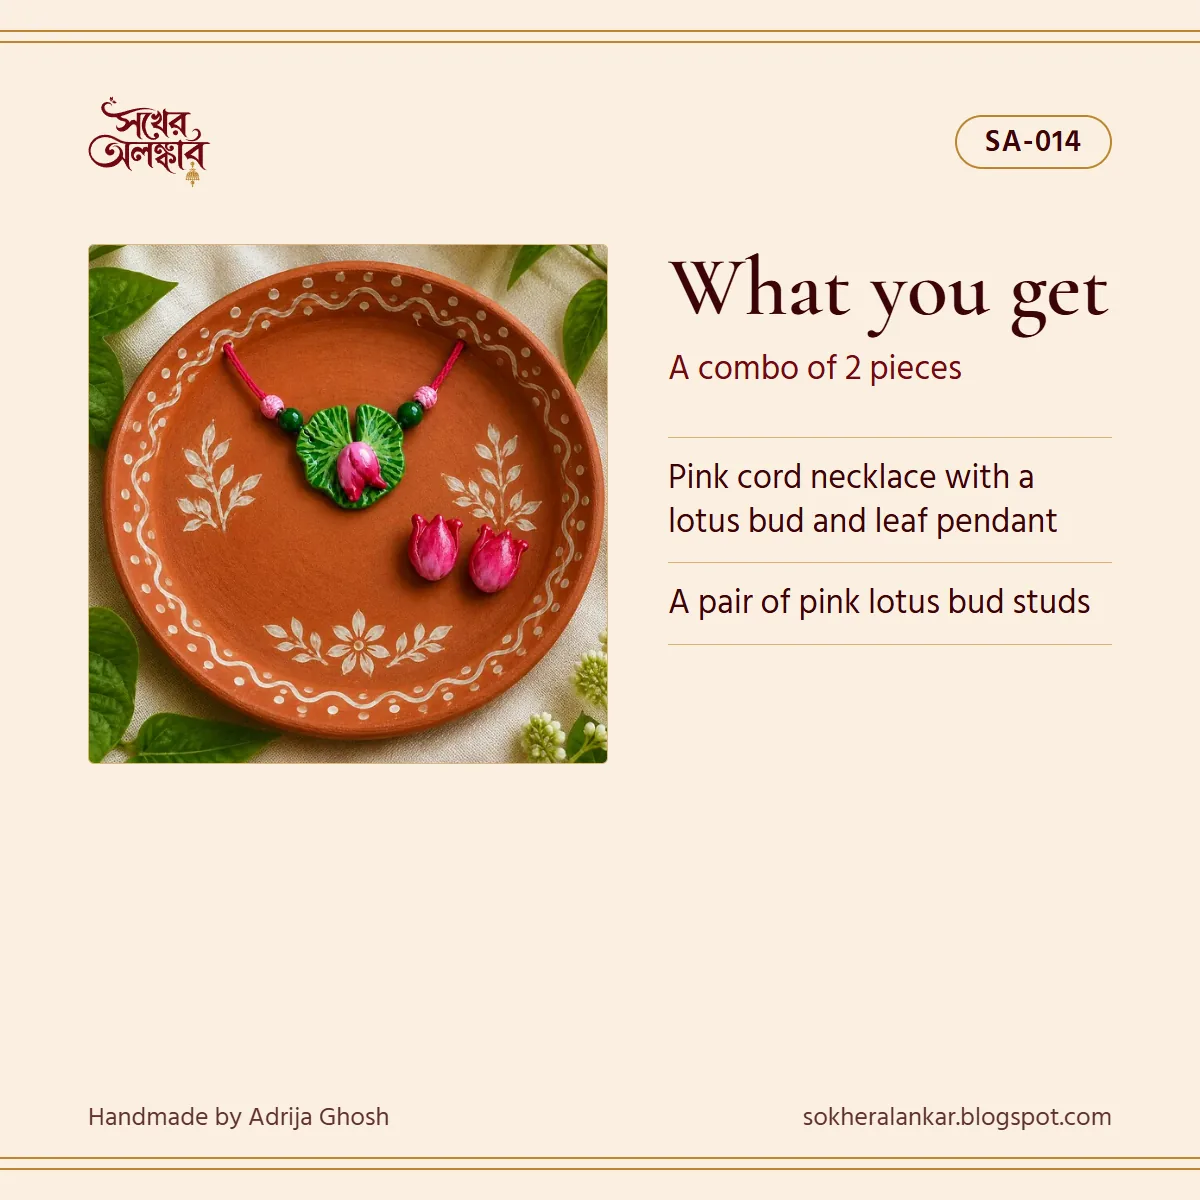 সখের
অলঙ্কার
SA-014
What you get
A combo of 2 pieces
Pink cord necklace with a
lotus bud and leaf pendant
A pair of pink lotus bud studs
Handmade by Adrija Ghosh
sokheralankar.blogspot.com